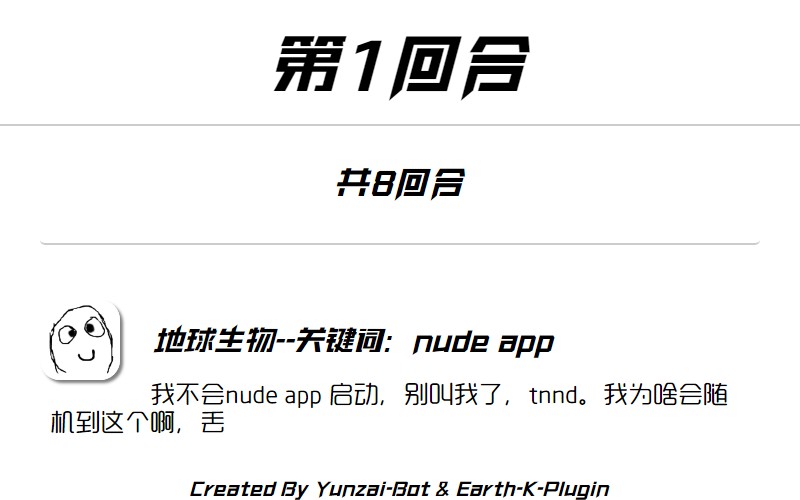 第1回合
共8回合
地球生物--关键词：nude app
我不会nude app 启动，别叫我了，tnnd。我为啥会随
机到这个啊，丢
Created By Yunzai-Bot & Earth-K-Plugin